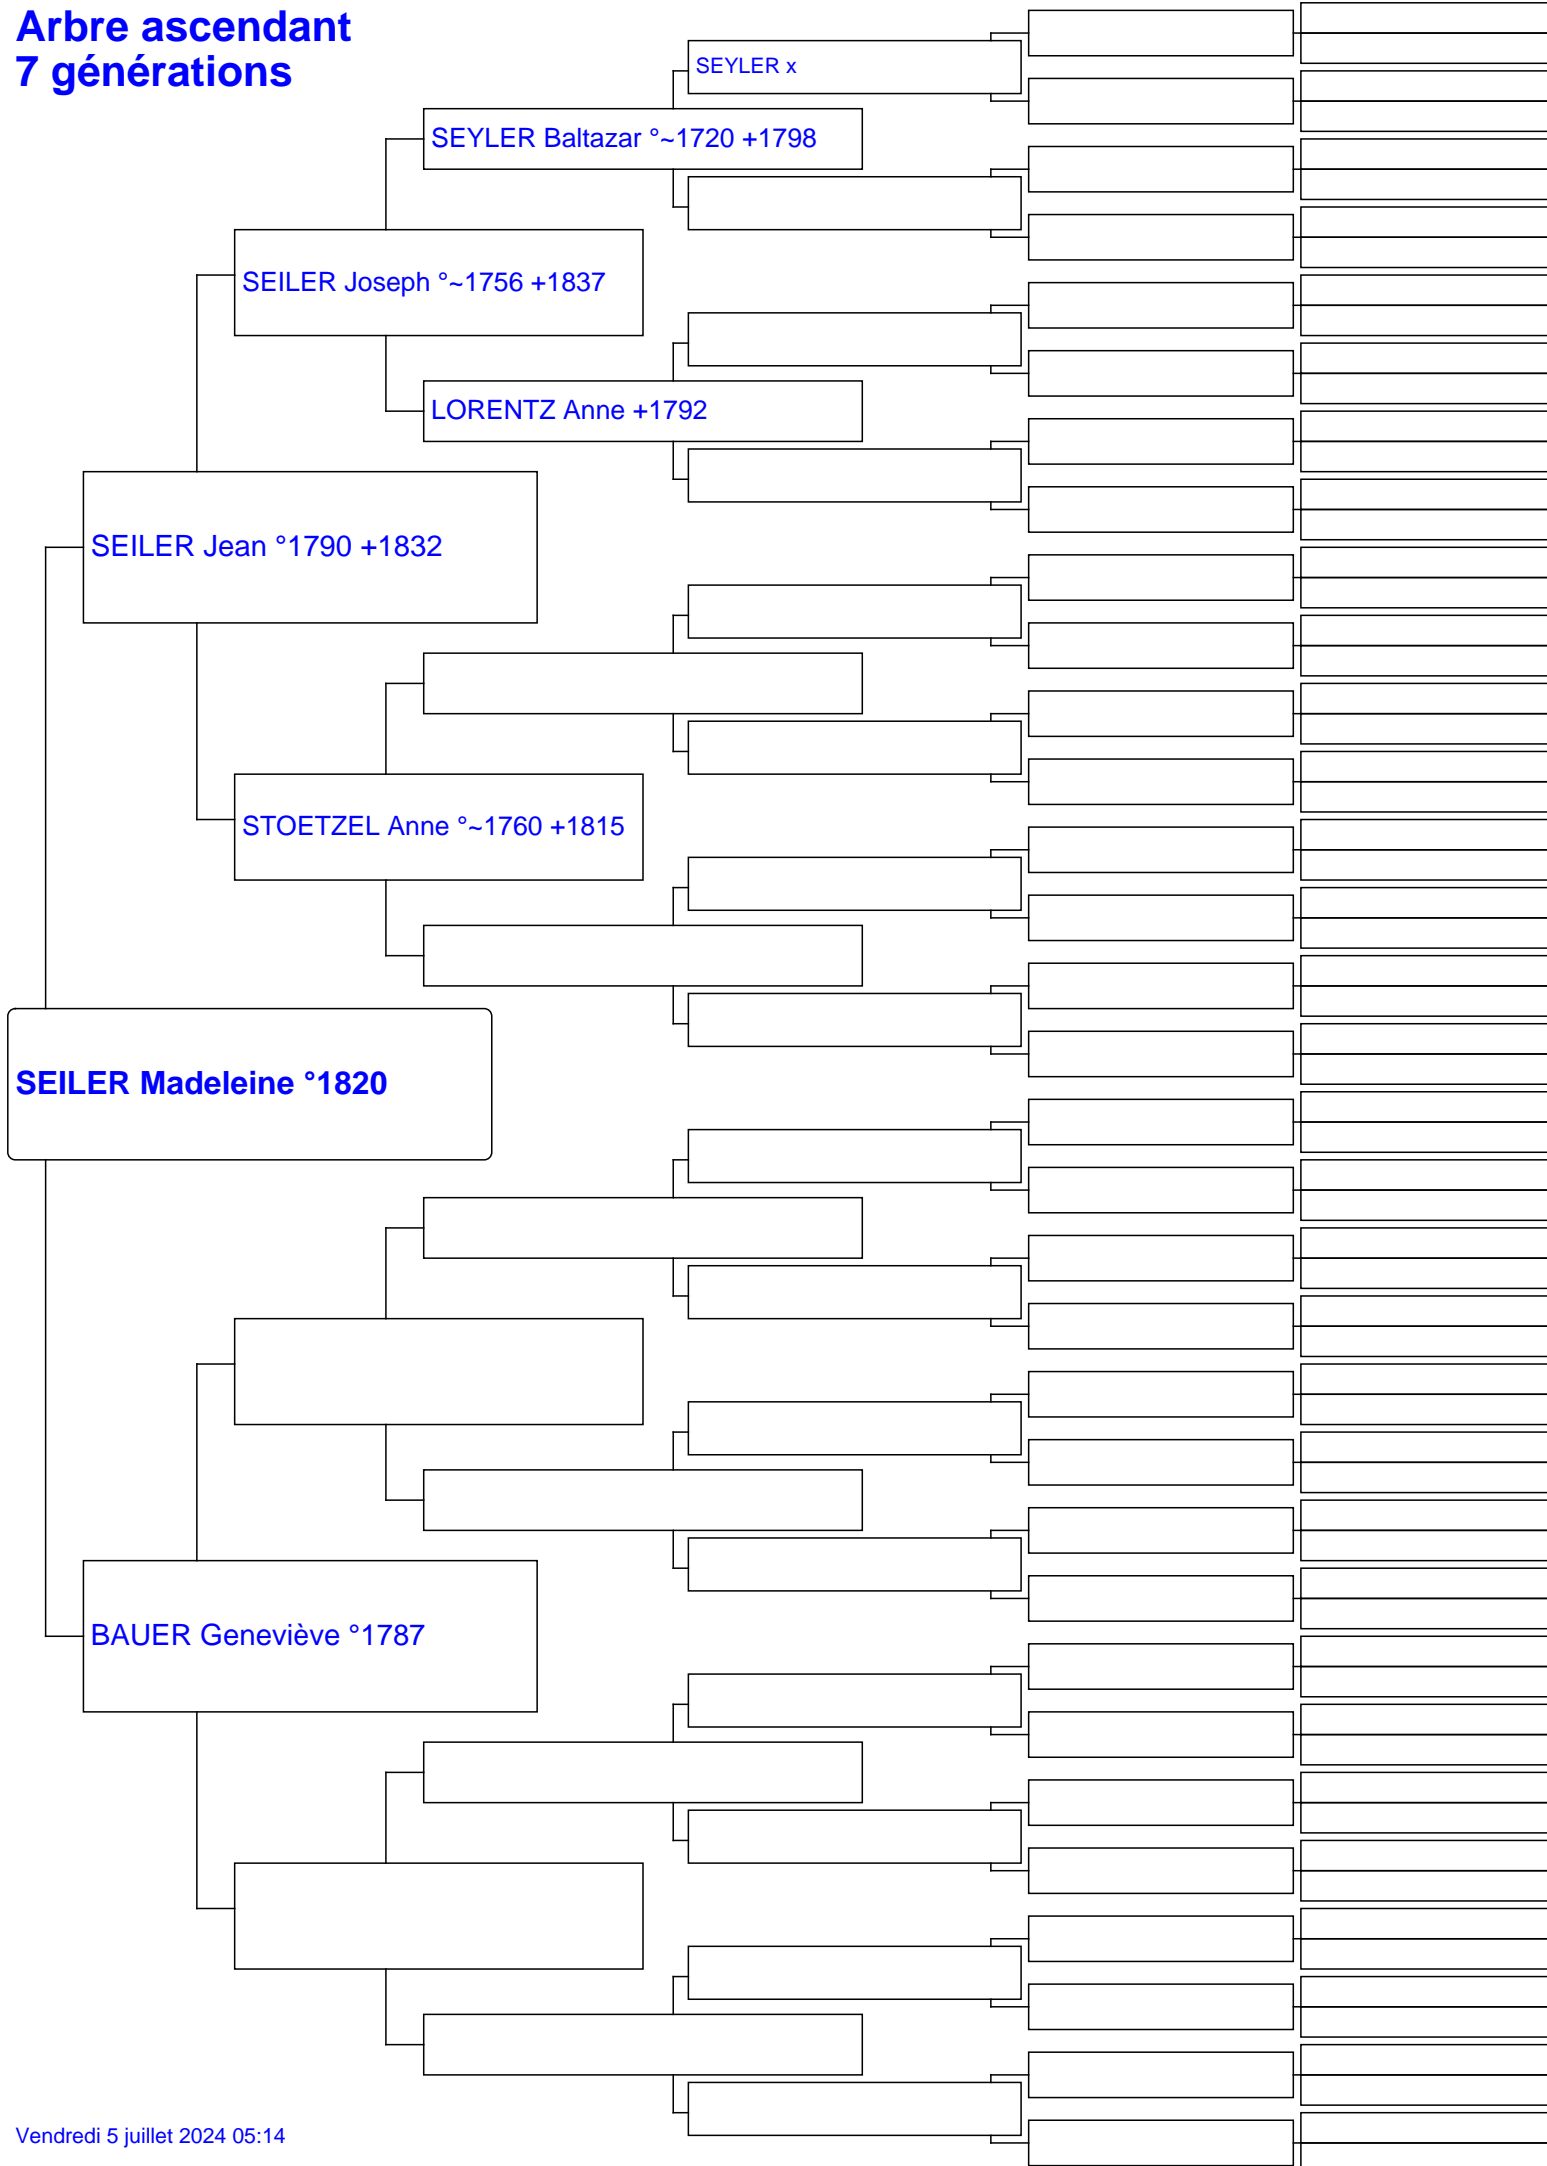 Arbre ascendant
7 générations
SEYLER x
SEYLER Baltazar °~1720 +1798
SEILER Joseph °~1756 +1837
LORENTZ Anne +1792
SEILER Jean °1790 +1832
STOETZEL Anne °~1760 +1815
SEILER Madeleine °1820
BAUER Geneviève °1787
Vendredi 5 juillet 2024 05:14